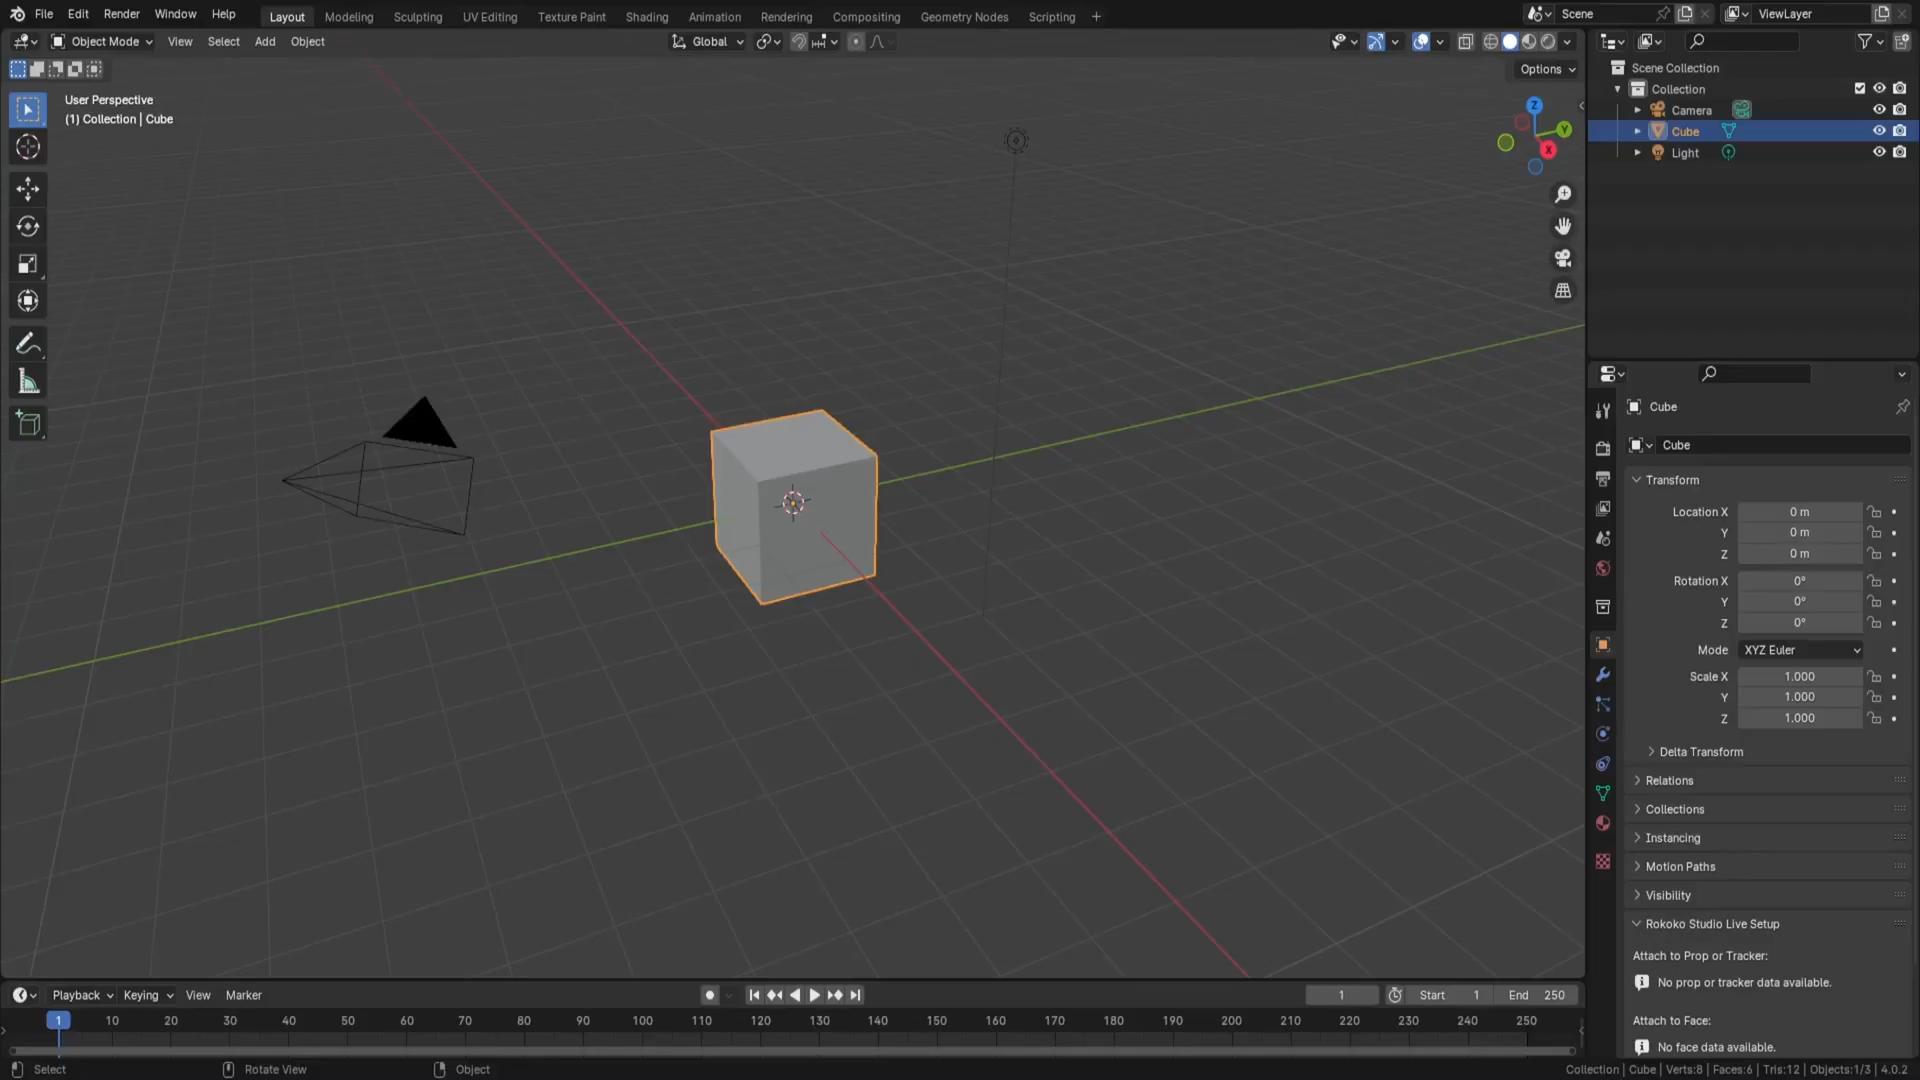 File Edit Render Window Help Layout Modeling Sculpting UV Editing Texture Paint Shading Animation Rendering Compositing Geometry Nodes Scripting + Scene ViewLayer
Object Mode View Select Add Object Global
Options
User Perspective
(1) Collection | Cube
Z
Y
X
Scene Collection
Collection
Camera
Cube
Light
Cube
Cube
Transform
Location X 0 m
Y 0 m
Z 0 m
Rotation X 0°
Y 0°
Z 0°
Mode XYZ Euler
Scale X 1.000
Y 1.000
Z 1.000
Delta Transform
Relations
Collections
Instancing
Motion Paths
Visibility
Rokoko Studio Live Setup
Attach to Prop or Tracker:
No prop or tracker data available.
Attach to Face:
No face data available.
Playback Keying View Marker 1 Start 1 End 250
1 10 20 30 40 50 60 70 80 90 100 110 120 130 140 150 160 170 180 190 200 210 220 230 240 250
Select Rotate View Object Collection | Cube | Verts:8 | Faces:6 | Tris:12 | Objects:1/3 | 4.0.2